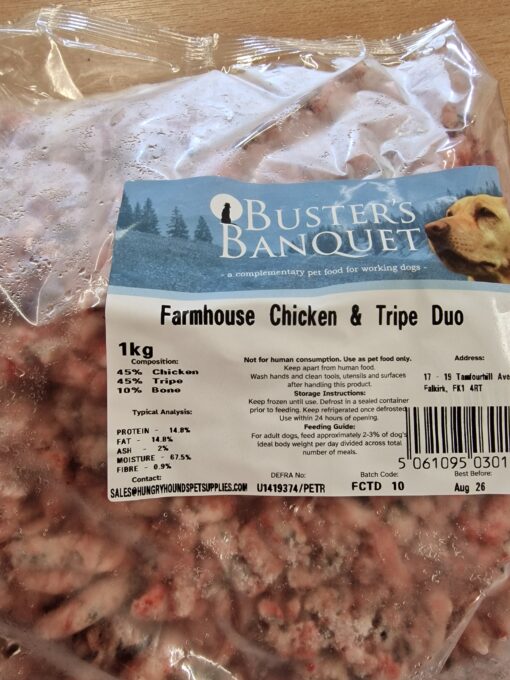 BUSTER'S
BANQUET
- a complementary pet food for working dogs -
Farmhouse Chicken & Tripe Duo
1kg
Composition:
45% Chicken
45% Tripe
10% Bone
Typical Analysis:
PROTEIN - 14.8%
FAT - 14.8%
ASH - 2%
MOISTURE - 67.5%
FIBRE - 0.9%
Contact:
SALES@HUNGRYHOUNDSPETSUPPLIES.COM
Not for human consumption. Use as pet food only.
Keep apart from human food.
Wash hands and clean tools, utensils and surfaces
after handling this product.
Storage Instructions:
Keep frozen until use. Defrost in a sealed container
prior to feeding. Keep refrigerated once defrosted
Use within 24 hours of opening.
Feeding Guide:
For adult dogs, feed approximately 2-3% of dog's
ideal body weight per day divided across total
number of meals.
DEFRA No:
U1419374/PETR
Batch Code:
FCTD 10
Address:
17 - 19 Tamfourhill Ave
Falkirk, FK1 4RT
5 061095 0301
Best Before:
Aug 26